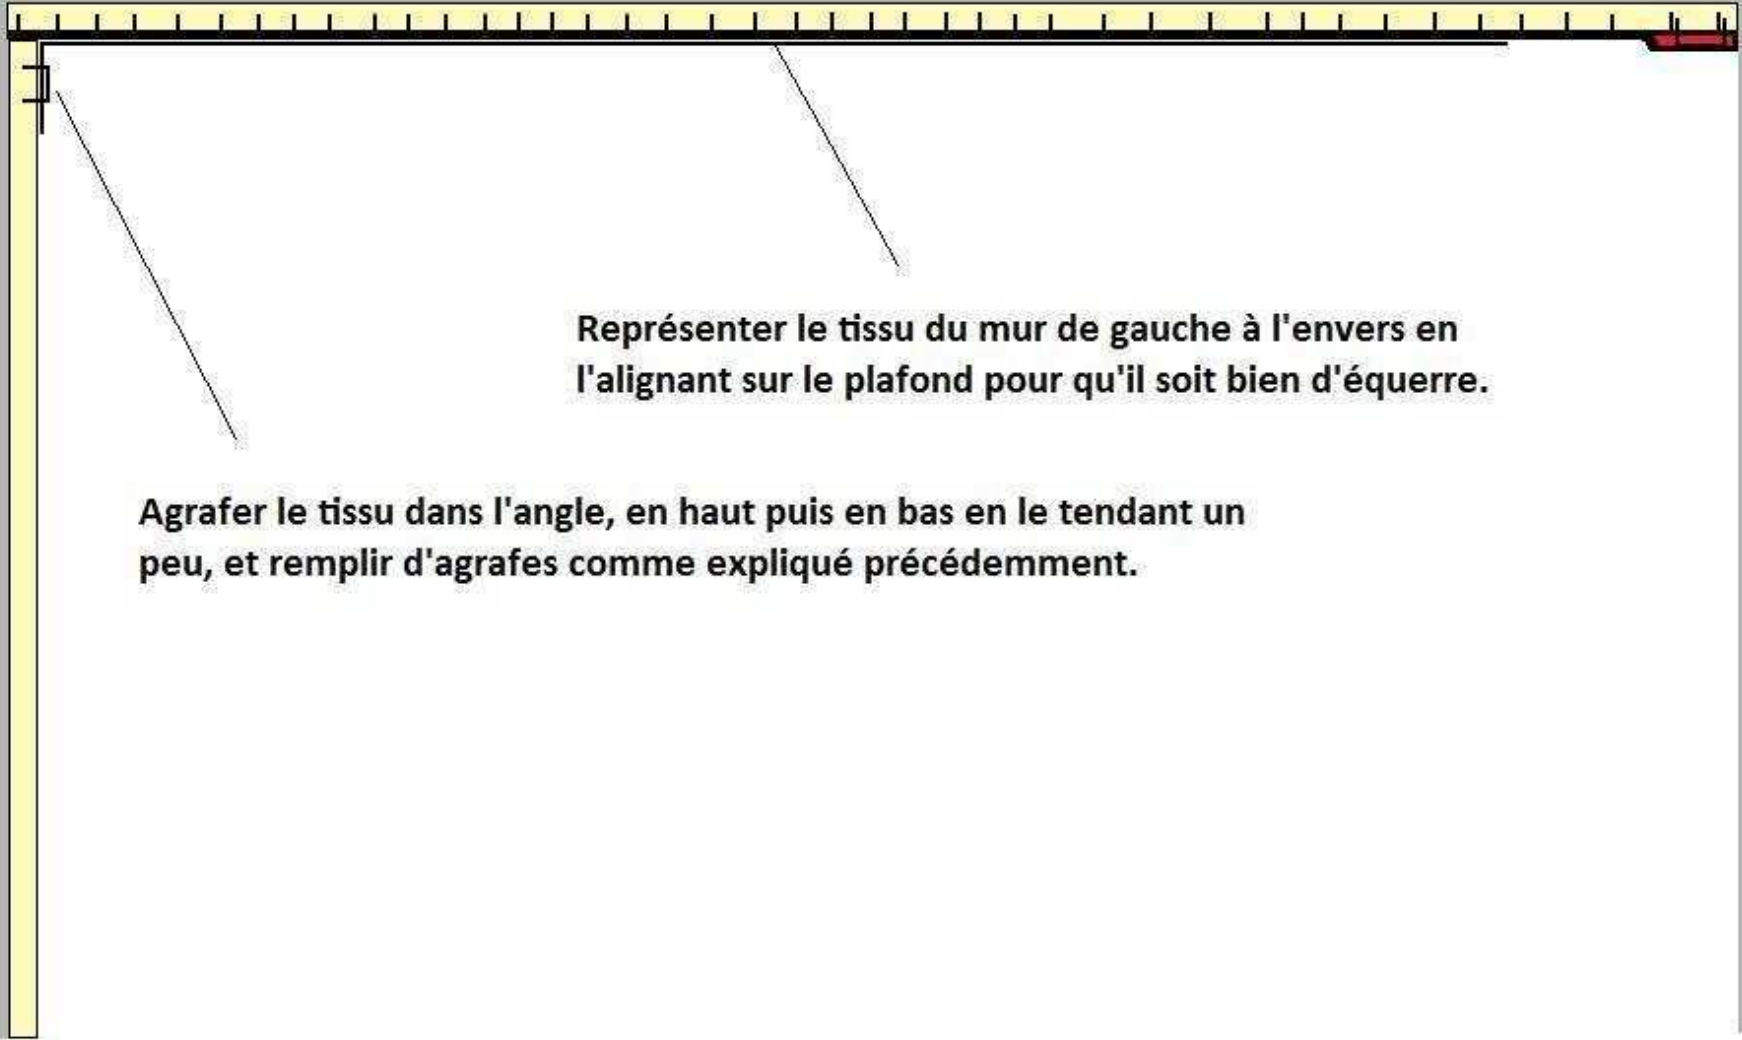 Représenter le tissu du mur de gauche à l'envers en
l'alignant sur le plafond pour qu'il soit bien d'équerre.
Agrafer le tissu dans l'angle, en haut puis en bas en le tendant un
peu, et remplir d'agrafes comme expliqué précédemment.